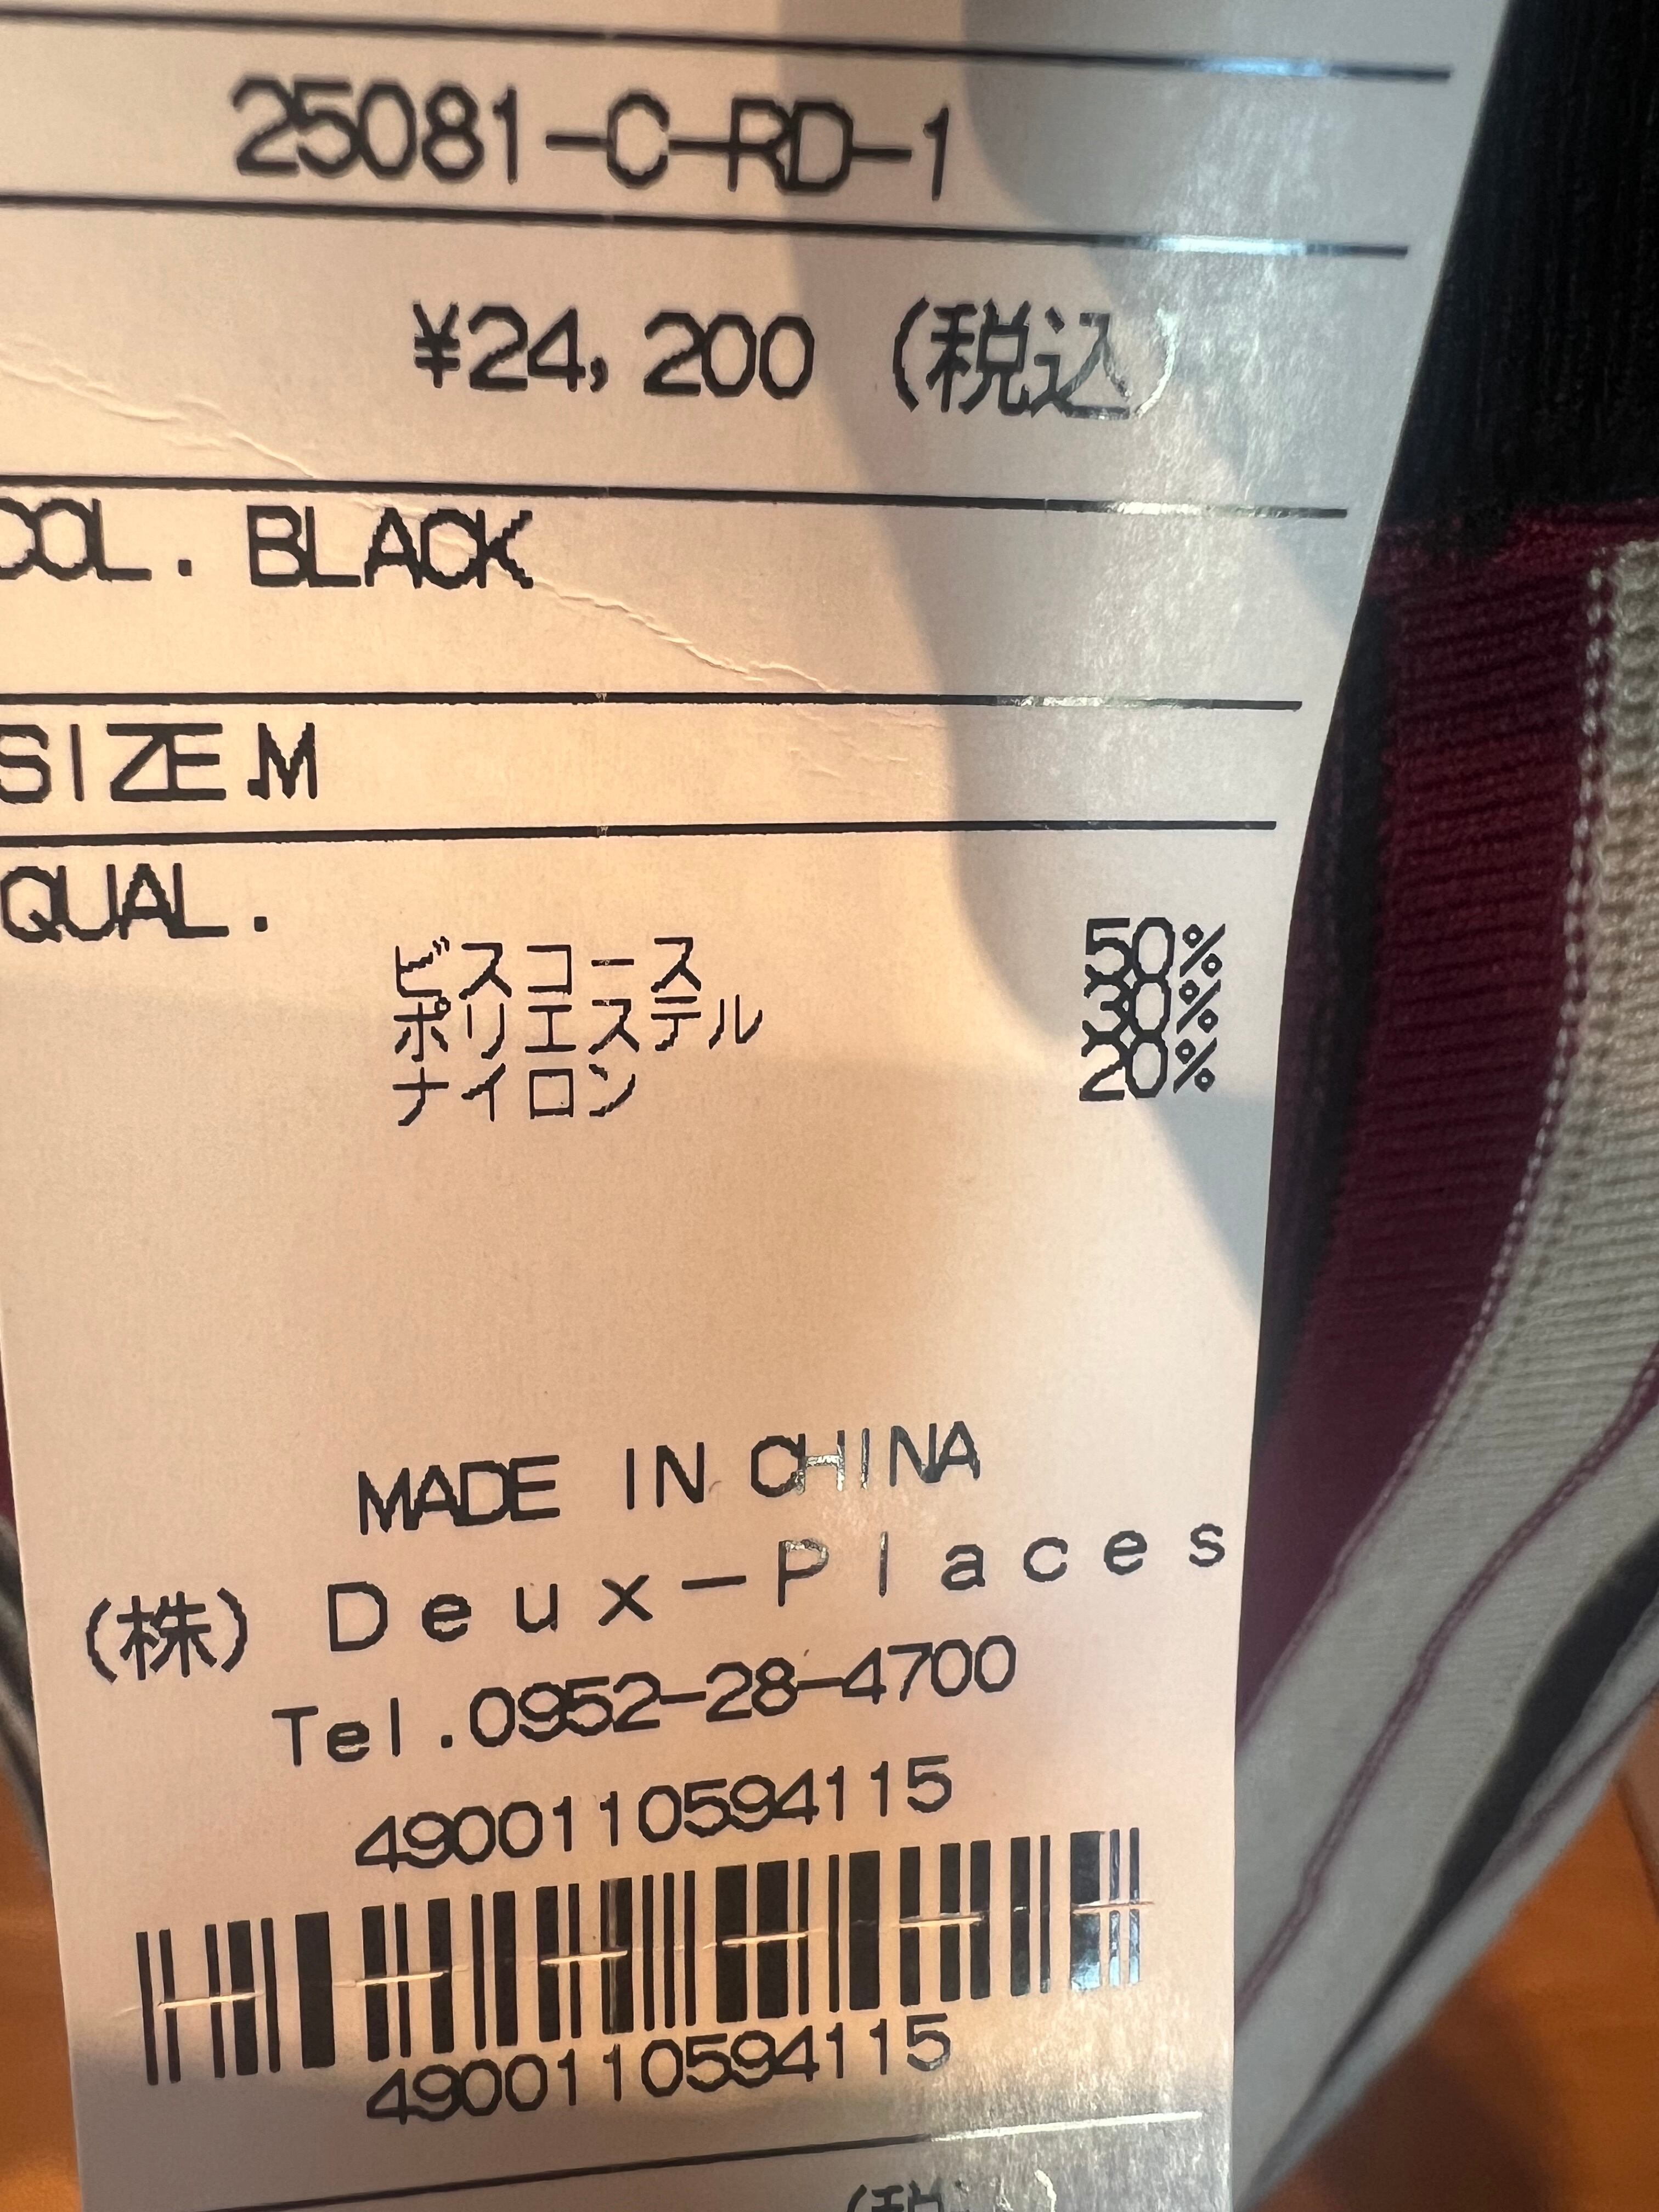 25081-C-RD-1
¥24,200 (税込)
COL. BLACK
SIZE.M
QUAL.
ビスコース 50%
ポリエステル 30%
ナイロン 20%
MADE IN CHINA
(株) Deux-Places
Tel.0952-28-4700
4900110594115
4900110594115